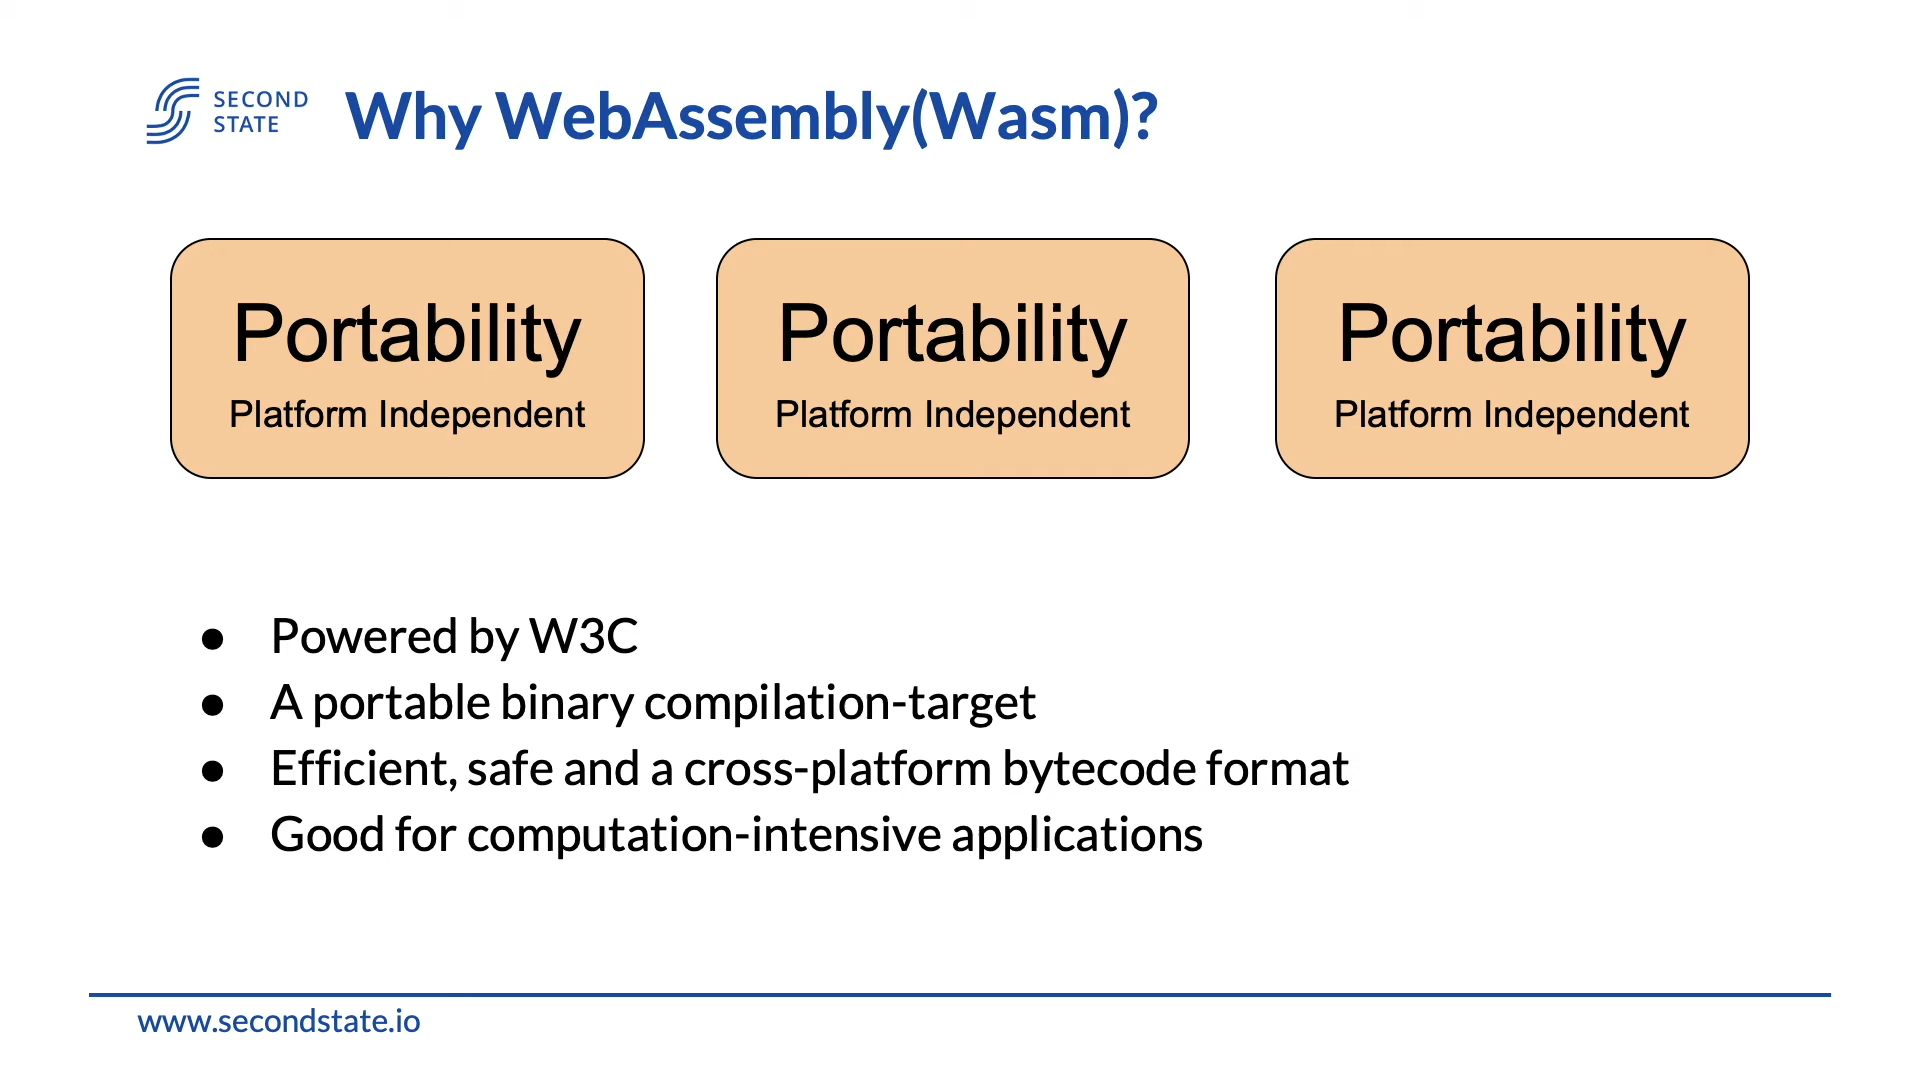 SECOND
STATE
Why WebAssembly(Wasm)?
Portability
Platform Independent
Portability
Platform Independent
Portability
Platform Independent
● Powered by W3C
● A portable binary compilation-target
● Efficient, safe and a cross-platform bytecode format
● Good for computation-intensive applications
www.secondstate.io